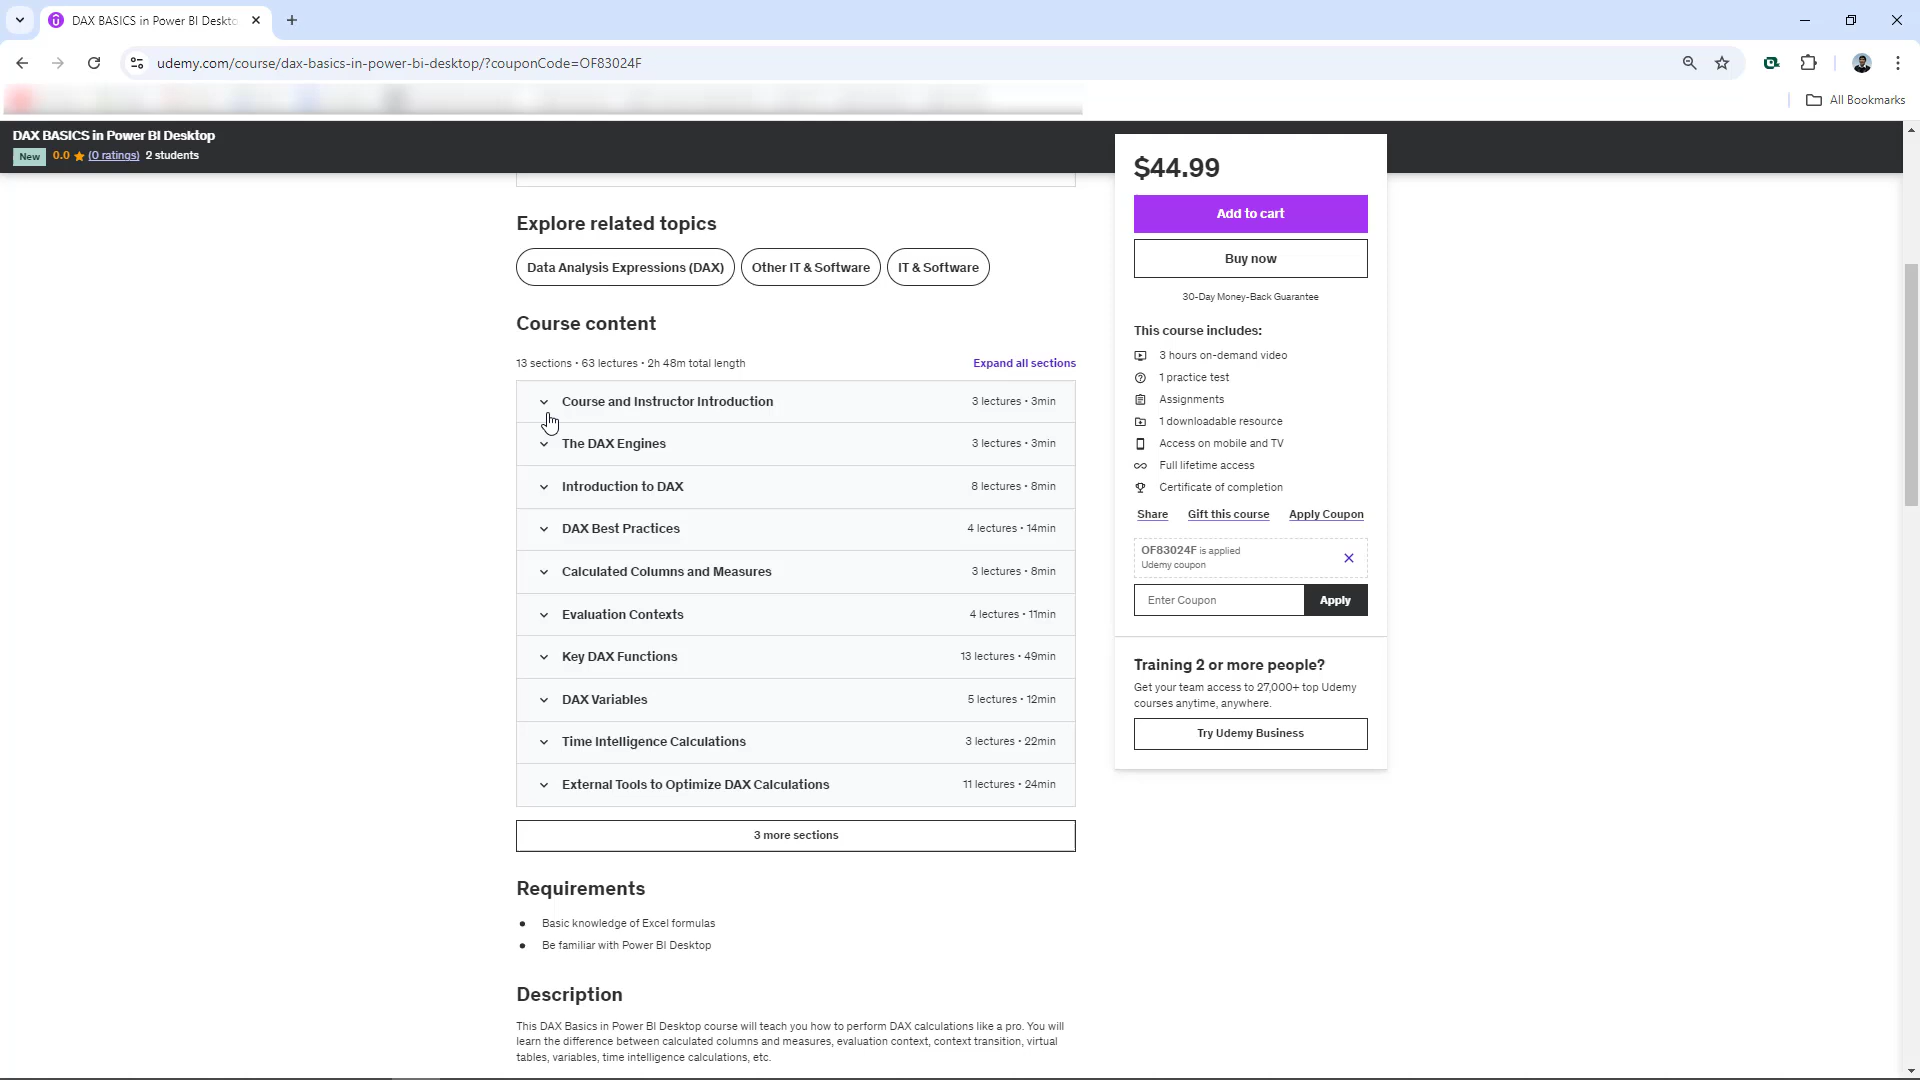 DAX BASICS in Power BI Deskto
udemy.com/course/dax-basics-in-power-bi-desktop/?couponCode=OF83024F
All Bookmarks
DAX BASICS in Power BI Desktop
New 0.0 (0 ratings) 2 students
Explore related topics
Data Analysis Expressions (DAX) Other IT & Software IT & Software
Course content
13 sections • 63 lectures • 2h 48m total length Expand all sections
Course and Instructor Introduction 3 lectures • 3min
The DAX Engines 3 lectures • 3min
Introduction to DAX 8 lectures • 8min
DAX Best Practices 4 lectures • 14min
Calculated Columns and Measures 3 lectures • 8min
Evaluation Contexts 4 lectures • 11min
Key DAX Functions 13 lectures • 49min
DAX Variables 5 lectures • 12min
Time Intelligence Calculations 3 lectures • 22min
External Tools to Optimize DAX Calculations 11 lectures • 24min
3 more sections
Requirements
Basic knowledge of Excel formulas
Be familiar with Power BI Desktop
Description
This DAX Basics in Power BI Desktop course will teach you how to perform DAX calculations like a pro. You will
learn the difference between calculated columns and measures, evaluation context, context transition, virtual
tables, variables, time intelligence calculations, etc.
$44.99
Add to cart
Buy now
30-Day Money-Back Guarantee
This course includes:
3 hours on-demand video
1 practice test
Assignments
1 downloadable resource
Access on mobile and TV
Full lifetime access
Certificate of completion
Share Gift this course Apply Coupon
OF83024F is applied
Udemy coupon
Enter Coupon Apply
Training 2 or more people?
Get your team access to 27,000+ top Udemy
courses anytime, anywhere.
Try Udemy Business